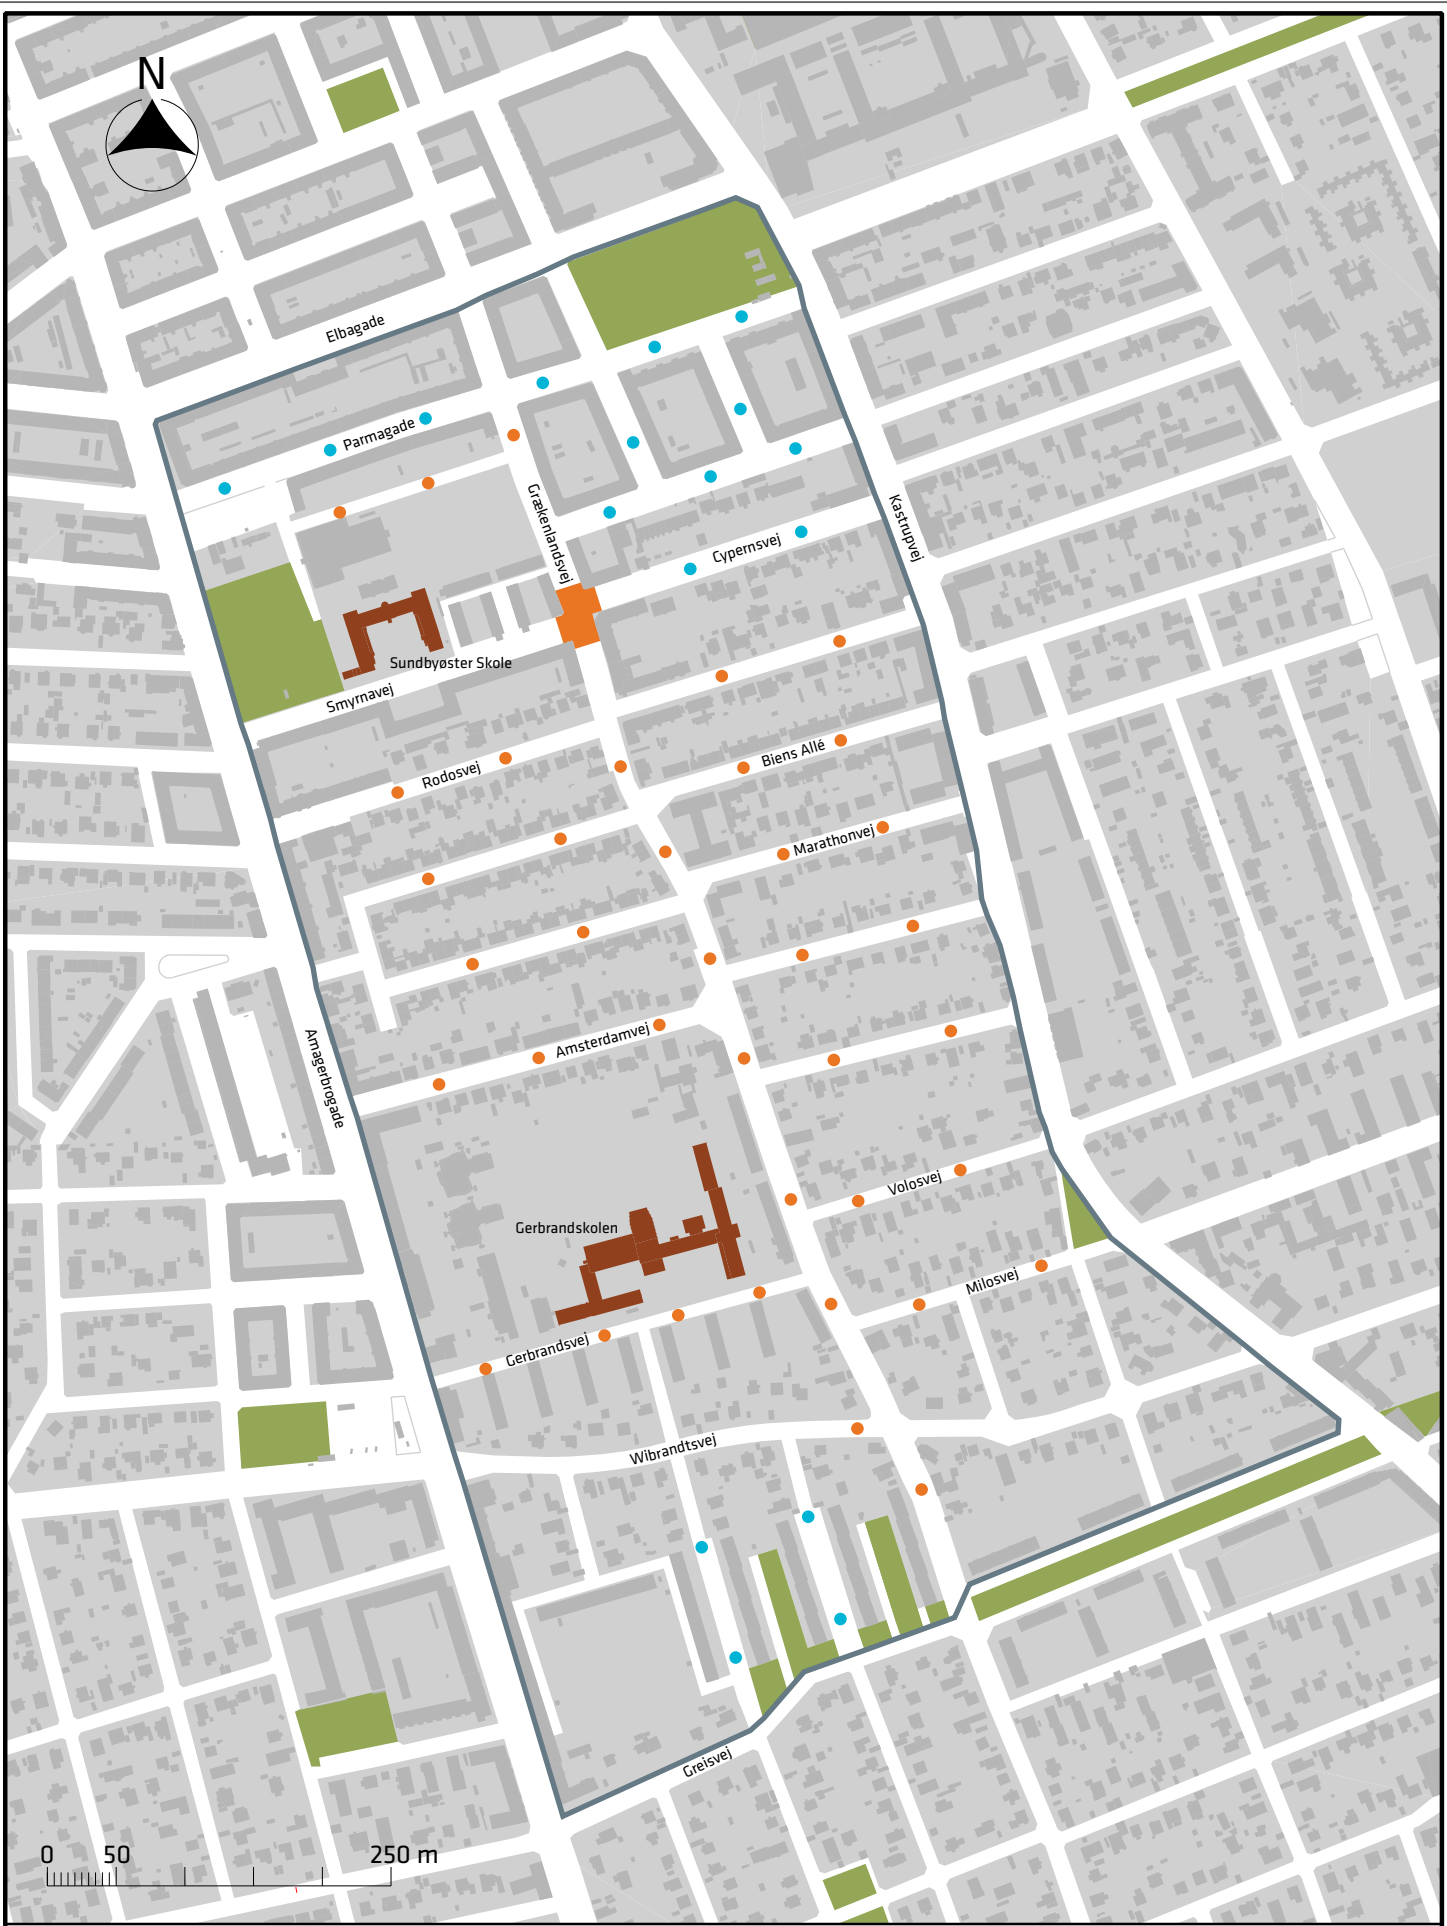 N
Elbagade
Parmagade
Grækenlandsvej
Kastrupvej
Cypernsvej
Sundbyøster Skole
Smyrnavej
Rodosvej
Biens Allé
Marathonvej
Amsterdamvej
Amagerbrogade
Volosvej
Gerbrandskolen
Milosvej
Gerbrandsvej
Wibrandtsvej
Greisvej
0 50 250 m